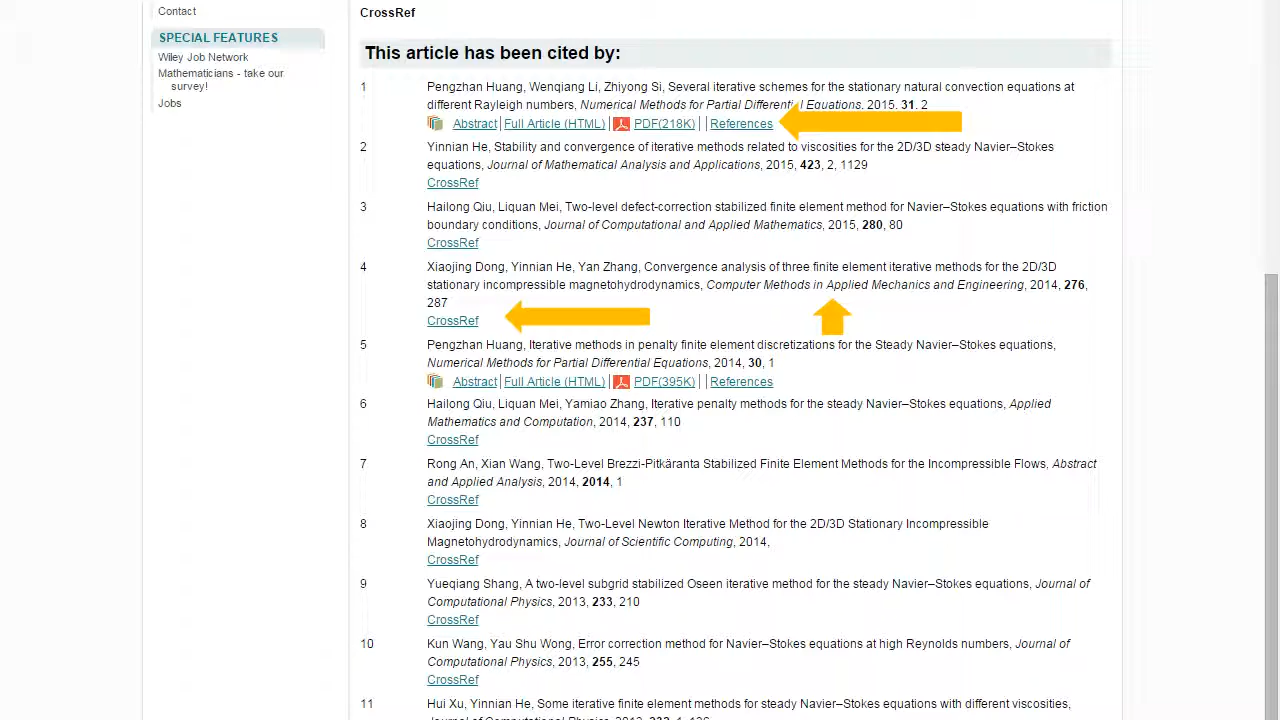 Contact
SPECIAL FEATURES
Wiley Job Network
Mathematicians - take our
survey!
Jobs
CrossRef
This article has been cited by:
1 Pengzhan Huang, Wenqiang Li, Zhiyong Si, Several iterative schemes for the stationary natural convection equations at
different Rayleigh numbers, Numerical Methods for Partial Differential Equations, 2015, 31, 2
Abstract | Full Article (HTML) | PDF(218K) | | References
2 Yinnian He, Stability and convergence of iterative methods related to viscosities for the 2D/3D steady Navier–Stokes
equations, Journal of Mathematical Analysis and Applications, 2015, 423, 2, 1129
CrossRef
3 Hailong Qiu, Liquan Mei, Two-level defect-correction stabilized finite element method for Navier–Stokes equations with friction
boundary conditions, Journal of Computational and Applied Mathematics, 2015, 280, 80
CrossRef
4 Xiaojing Dong, Yinnian He, Yan Zhang, Convergence analysis of three finite element iterative methods for the 2D/3D
stationary incompressible magnetohydrodynamics, Computer Methods in Applied Mechanics and Engineering, 2014, 276,
287
CrossRef
5 Pengzhan Huang, Iterative methods in penalty finite element discretizations for the Steady Navier–Stokes equations,
Numerical Methods for Partial Differential Equations, 2014, 30, 1
Abstract | Full Article (HTML) | PDF(395K) | | References
6 Hailong Qiu, Liquan Mei, Yamiao Zhang, Iterative penalty methods for the steady Navier–Stokes equations, Applied
Mathematics and Computation, 2014, 237, 110
CrossRef
7 Rong An, Xian Wang, Two-Level Brezzi-Pitkäranta Stabilized Finite Element Methods for the Incompressible Flows, Abstract
and Applied Analysis, 2014, 2014, 1
CrossRef
8 Xiaojing Dong, Yinnian He, Two-Level Newton Iterative Method for the 2D/3D Stationary Incompressible
Magnetohydrodynamics, Journal of Scientific Computing, 2014,
CrossRef
9 Yueqiang Shang, A two-level subgrid stabilized Oseen iterative method for the steady Navier–Stokes equations, Journal of
Computational Physics, 2013, 233, 210
CrossRef
10 Kun Wang, Yau Shu Wong, Error correction method for Navier–Stokes equations at high Reynolds numbers, Journal of
Computational Physics, 2013, 255, 245
CrossRef
11 Hui Xu, Yinnian He, Some iterative finite element methods for steady Navier–Stokes equations with different viscosities,
Journal of Computational Physics, 2013